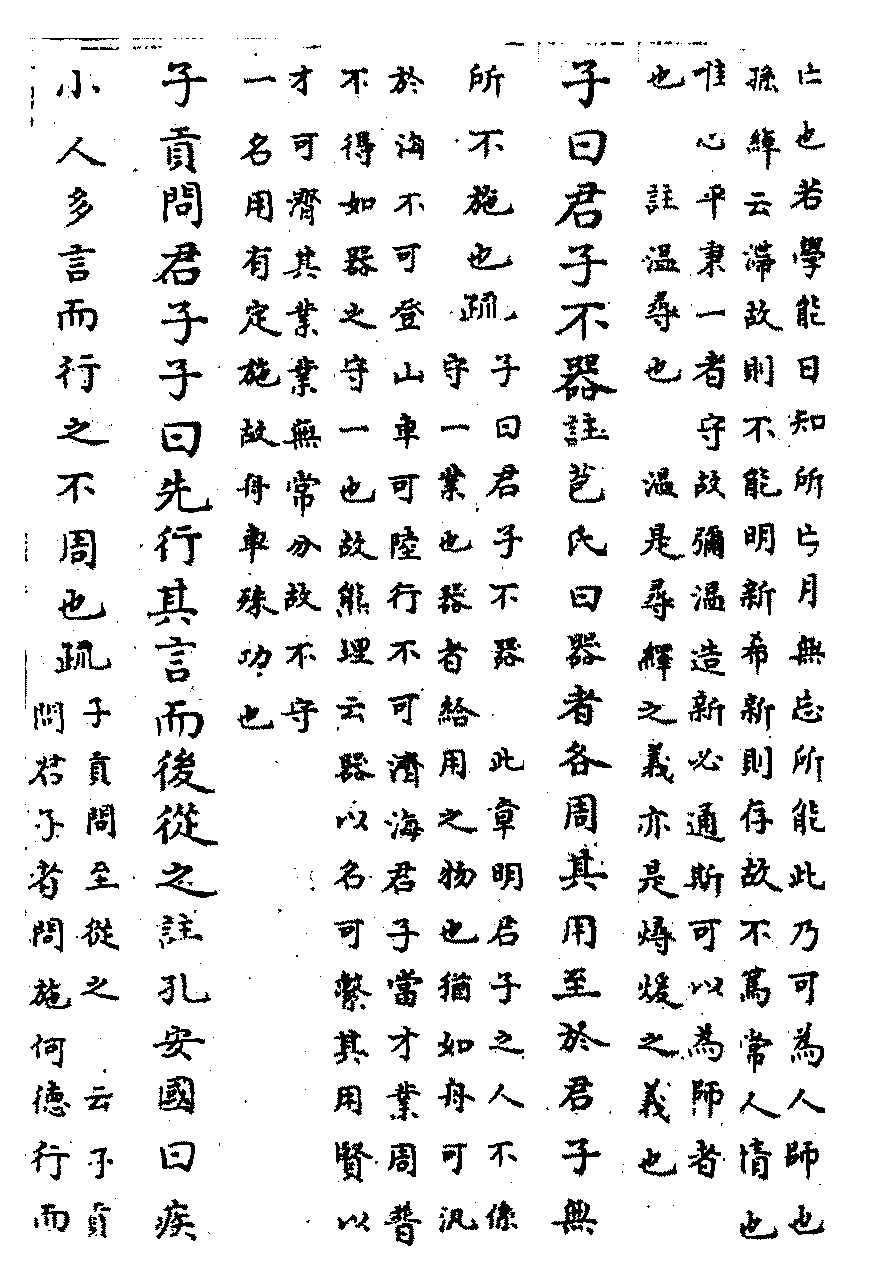 亡也若學能日知所亡月無忘所能此乃可為人師也
孫綽云滯故則不能明新希新則存故不篤常人情也
唯心平秉一者守故彌溫造新必通斯可以為師者
也 註溫尋也 溫是尋繹之義亦是燖煖之義也
子曰君子不器註苞氏曰器者各周其用至於君子無
所不施也疏
子曰君子不器 此章明君子之人不係
守一業也器者給用之物也猶如舟可汎
於海不可登山車可陸行不可濟海君子當才業周普
不得如器之守一也故熊埋云器以名可繫其用賢以
才可濟其業業無常分故不守
一名用有定施故舟車殊功也
子貢問君子子曰先行其言而後從之註孔安國曰疾
小人多言而行之不周也疏
子貢問至從之 云子貢
問君子者問施何德行而